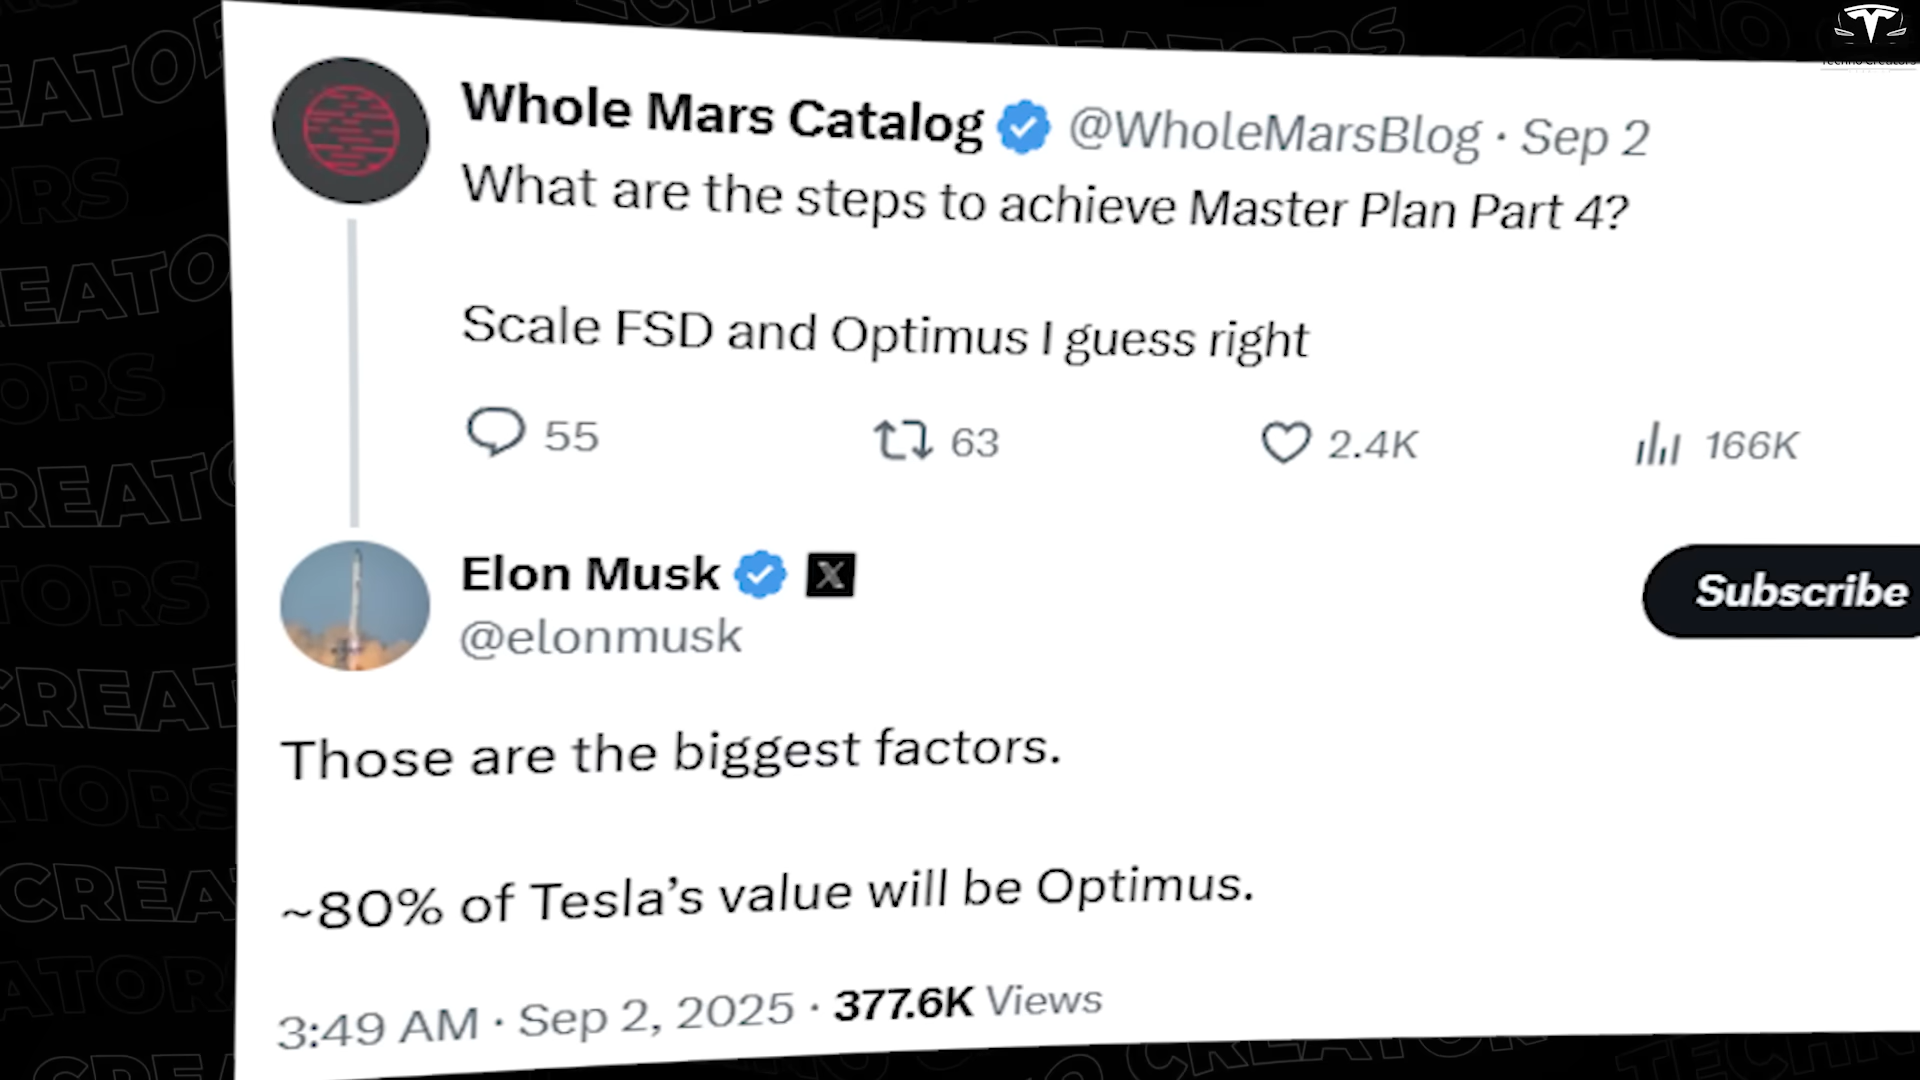 Whole Mars Catalog @WholeMarsBlog · Sep 2
What are the steps to achieve Master Plan Part 4?
Scale FSD and Optimus I guess right
55 63 2.4K 166K
Elon Musk
@elonmusk
Subscribe
Those are the biggest factors.
~80% of Tesla’s value will be Optimus.
3:49 AM · Sep 2, 2025 · 377.6K Views